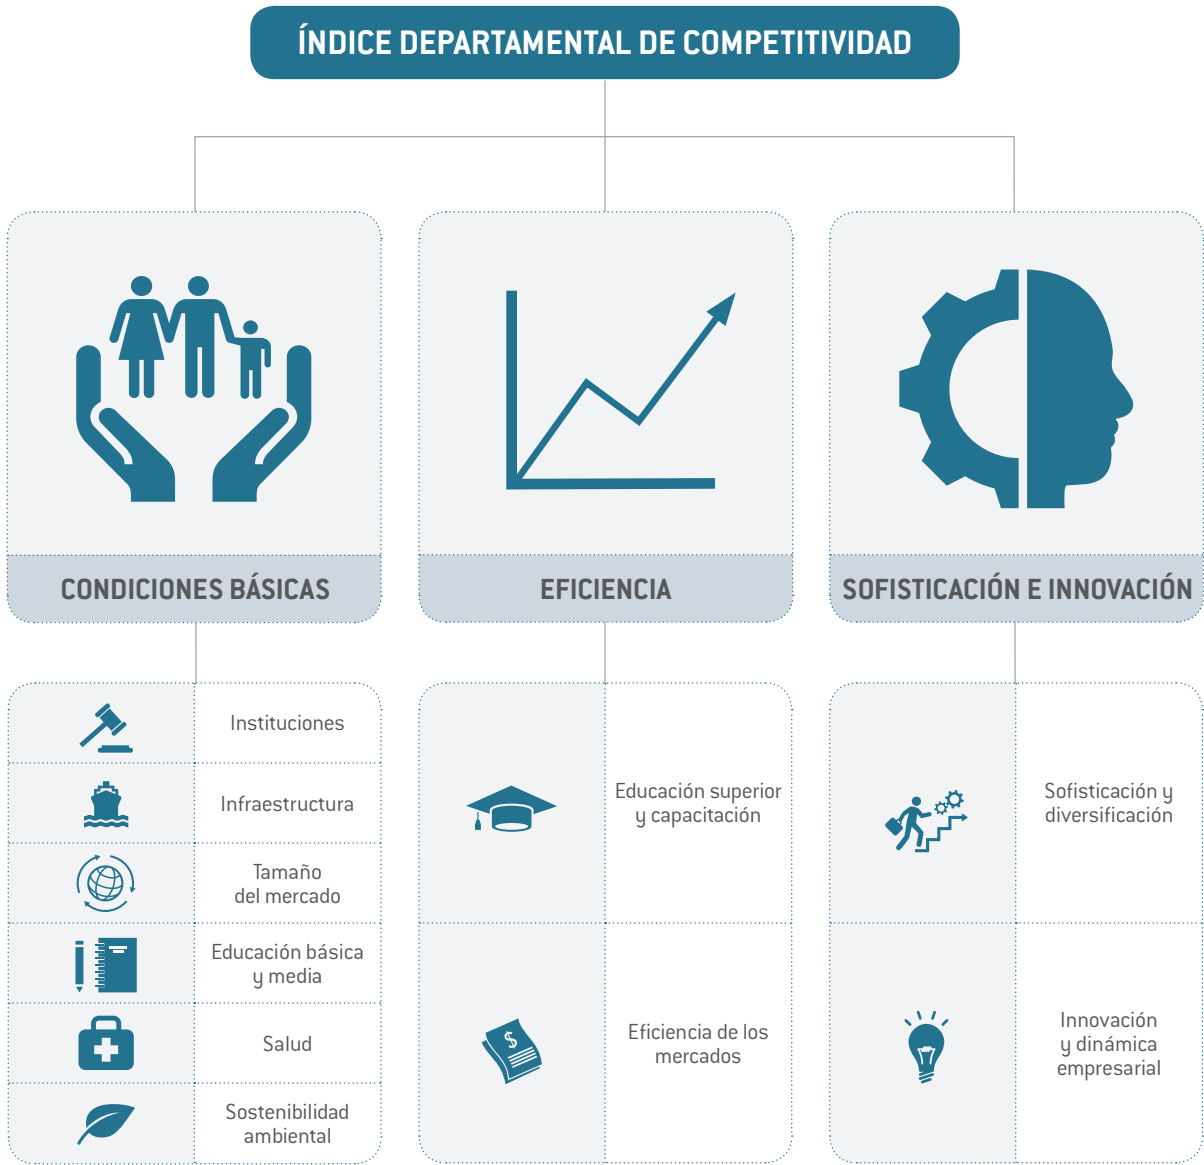 ÍNDICE DEPARTAMENTAL DE COMPETITIVIDAD
CONDICIONES BÁSICAS
Instituciones
Infraestructura
Tamaño
del mercado
Educación básica
y media
Salud
Sostenibilidad
ambiental
EFICIENCIA
Educación superior
y capacitación
$
Eficiencia de los
mercados
SOFISTICACIÓN E INNOVACIÓN
Sofisticación y
diversificación
Innovación
y dinámica
empresarial